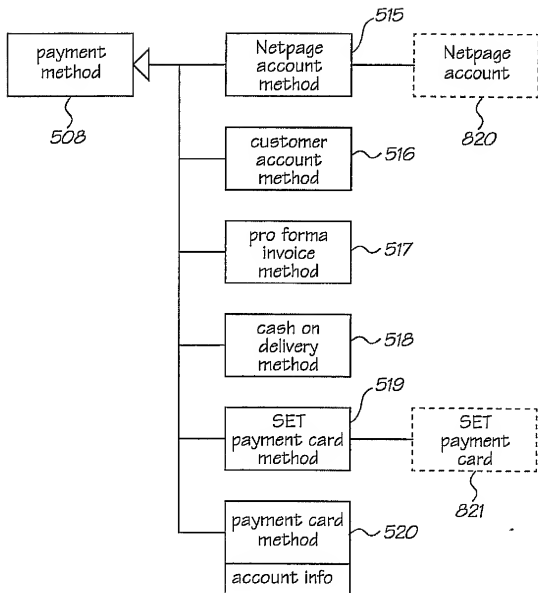 payment
method
508
Netpage
account
method
515
Netpage
account
820
customer
account
method
516
pro forma
invoice
method
517
cash on
delivery
method
518
SET
payment card
method
519
SET
payment
card
821
payment card
method
520
account info